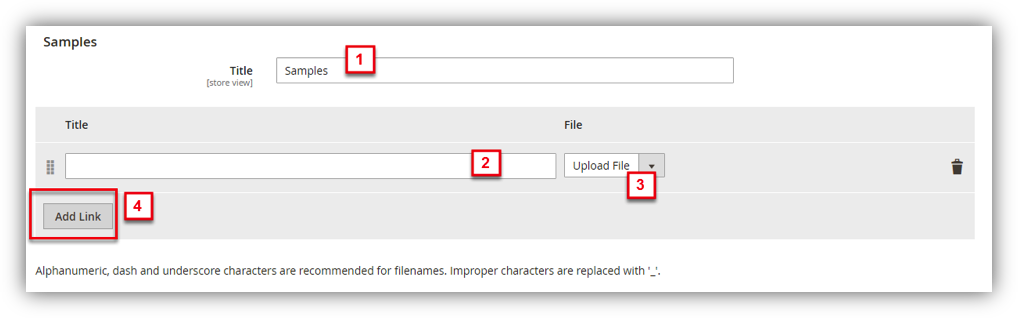 Samples
Title
[store view]
Samples
1
Title
File
2
Upload File
3
Add Link
4
Alphanumeric, dash and underscore characters are recommended for filenames. Improper characters are replaced with '_'.